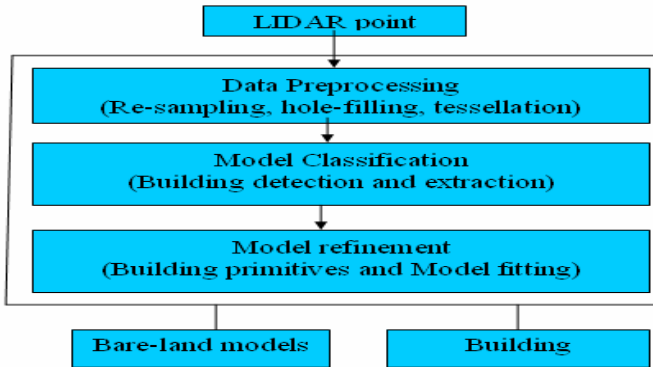 LIDAR point
Data Preprocessing
(Re-sampling, hole-filling, tessellation)
Model Classification
(Building detection and extraction)
Model refinement
(Building primitives and Model fitting)
Bare-land models
Building